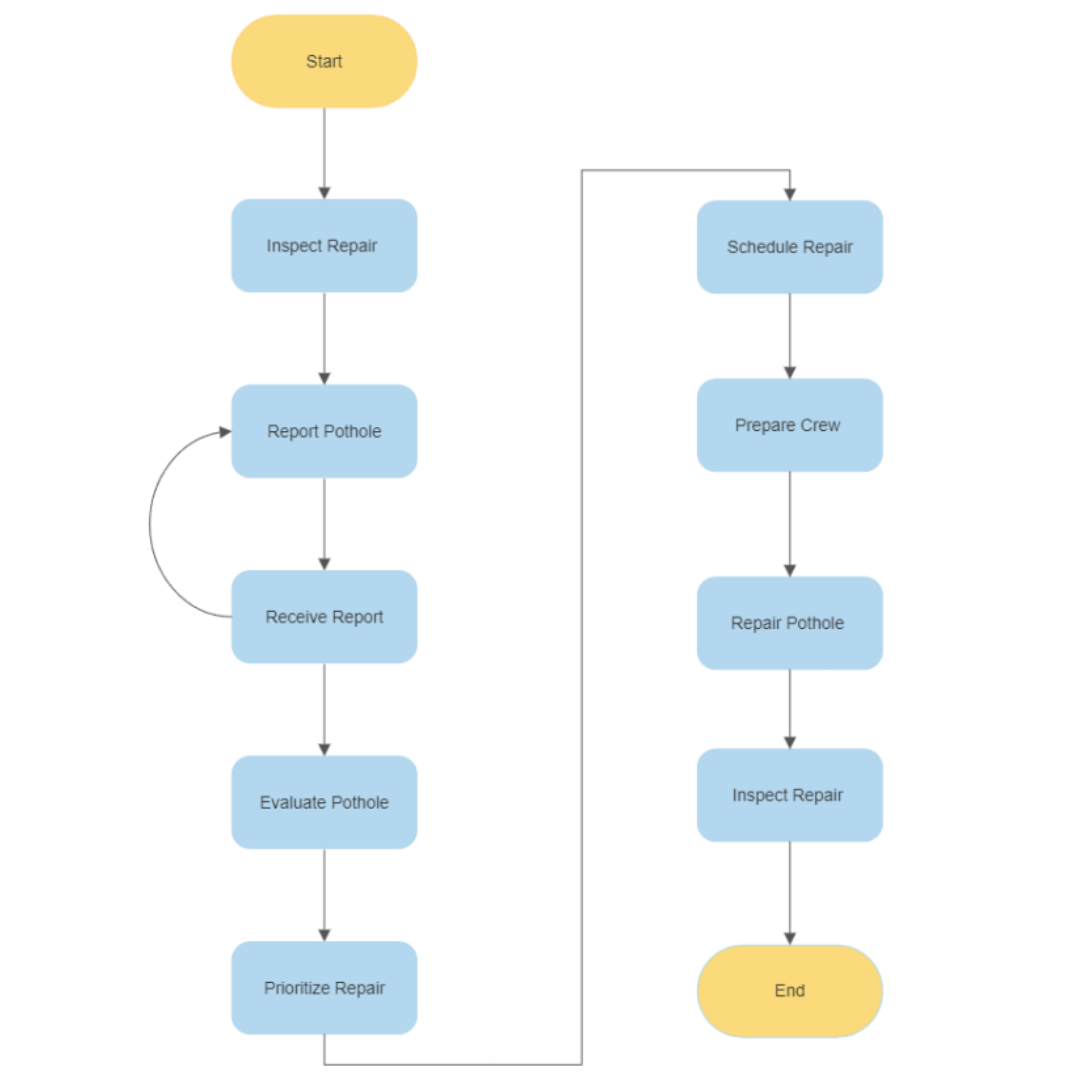 Start
Inspect Repair
Report Pothole
Receive Report
Evaluate Pothole
Prioritize Repair
Schedule Repair
Prepare Crew
Repair Pothole
Inspect Repair
End